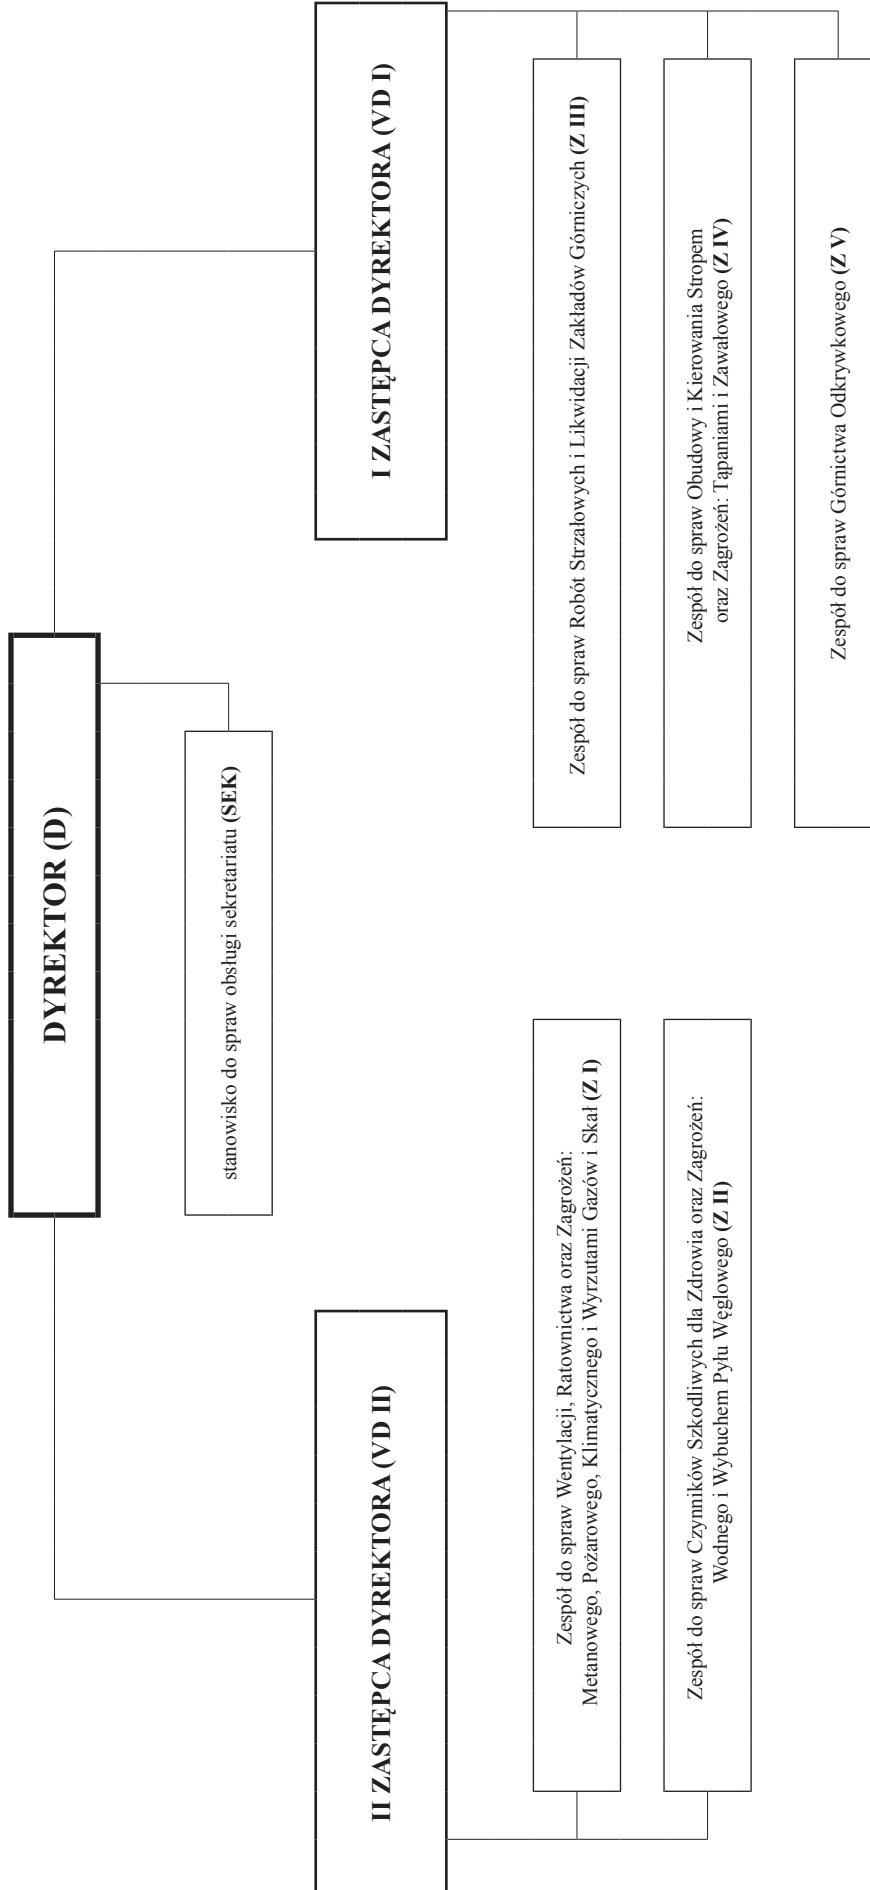 DYREKTOR (D)
stanowisko do spraw obsługi sekretariatu (SEK)
II ZASTĘPCA DYREKTORA (VD II)
I ZASTĘPCA DYREKTORA (VD I)
Zespół do spraw Wentylacji, Ratownictwa oraz Zagrożeń:
Metanowego, Pożarowego, Klimatycznego i Wyrzutami Gazów i Skał (Z I)
Zespół do spraw Czynników Szkodliwych dla Zdrowia oraz Zagrożeń:
Wodnego i Wybuchem Pyłu Węglowego (Z II)
Zespół do spraw Robót Strzałowych i Likwidacji Zakładów Górniczych (Z III)
Zespół do spraw Obudowy i Kierowania Stropem
oraz Zagrożeń: Tąpaniami i Zawałowego (Z IV)
Zespół do spraw Górnictwa Odkrywkowego (Z V)